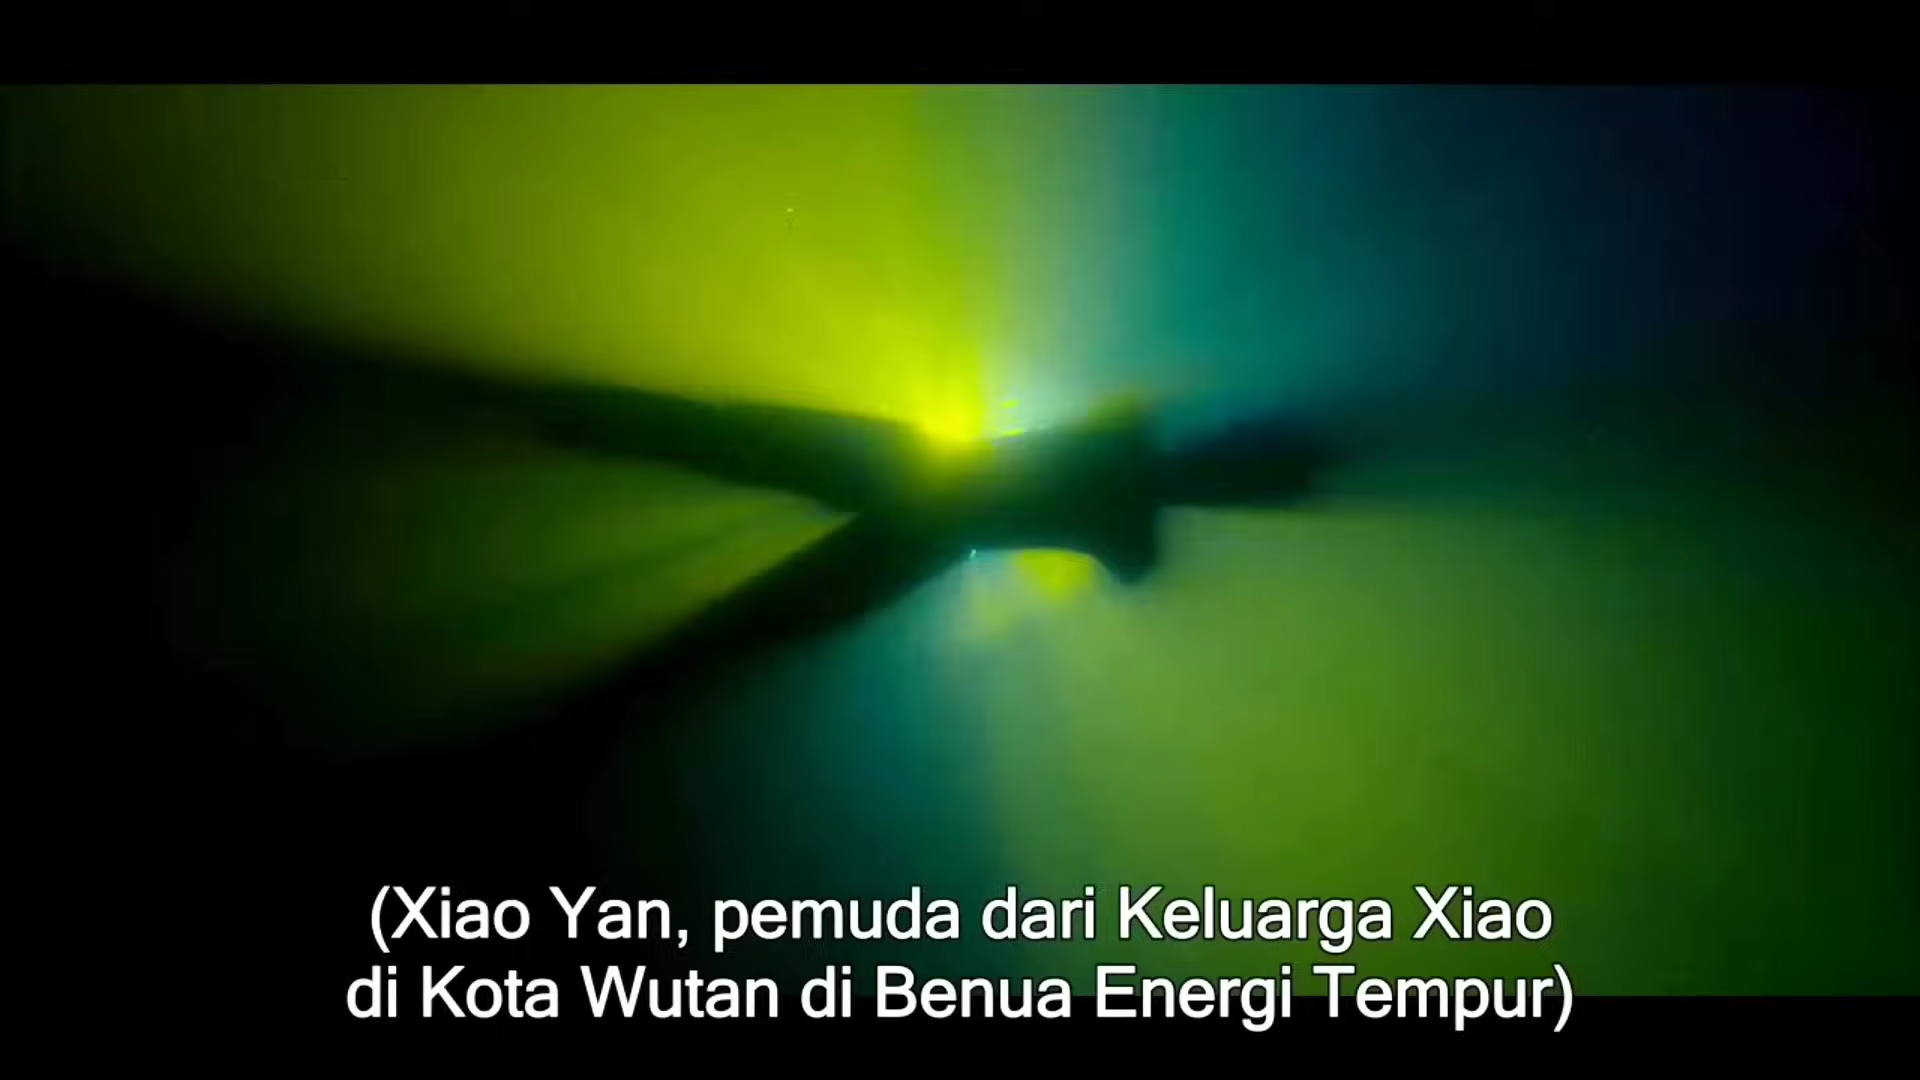 (Xiao Yan, pemuda dari Keluarga Xiao
di Kota Wutan di Benua Energi Tempur)